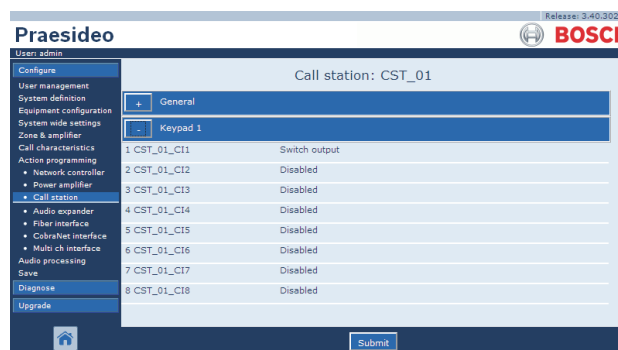 Release: 3.40.302
Praesideo
BOSCH
User: admin
Configure
User management
System definition
Equipment configuration
System wide settings
Zone & amplifier
Call characteristics
Action programming
• Network controller
• Power amplifier
• Call station
• Audio expander
• Fiber interface
• CobraNet interface
• Multi ch interface
Audio processing
Save
Diagnose
Upgrade
Call station: CST_01
+ General
- Keypad 1
1 CST_01_CI1 Switch output
2 CST_01_CI2 Disabled
3 CST_01_CI3 Disabled
4 CST_01_CI4 Disabled
5 CST_01_CI5 Disabled
6 CST_01_CI6 Disabled
7 CST_01_CI7 Disabled
8 CST_01_CI8 Disabled
Submit